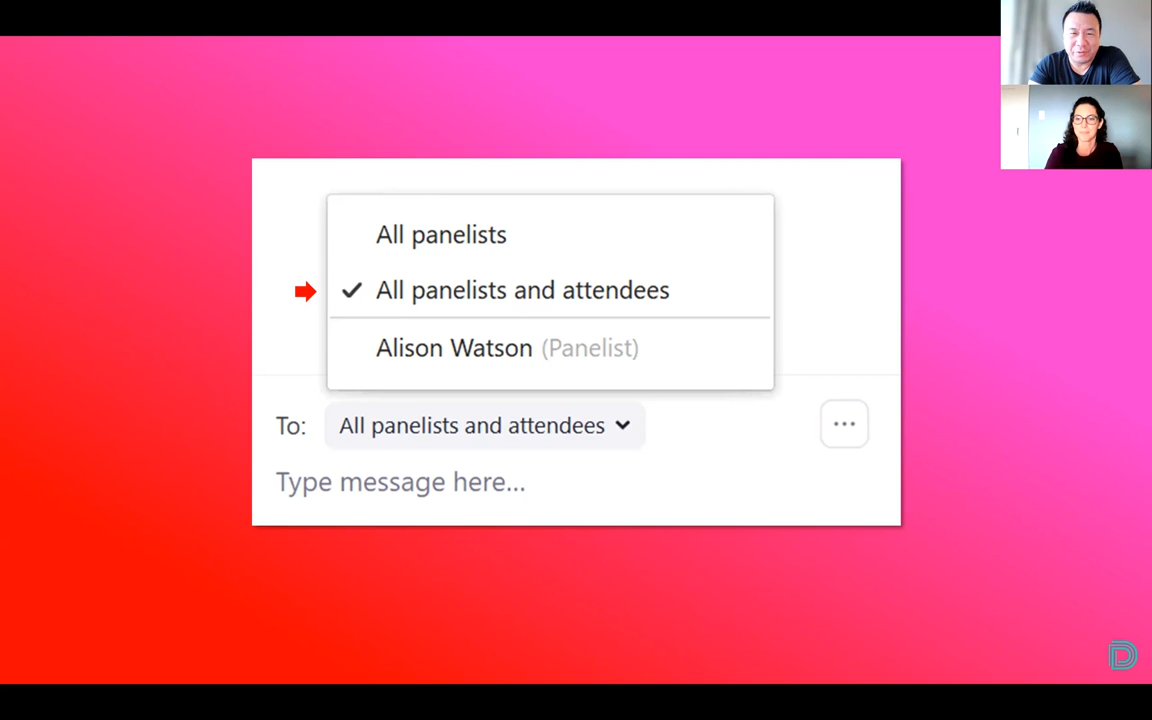 All panelists
All panelists and attendees
Alison Watson (Panelist)
To: All panelists and attendees
Type message here...